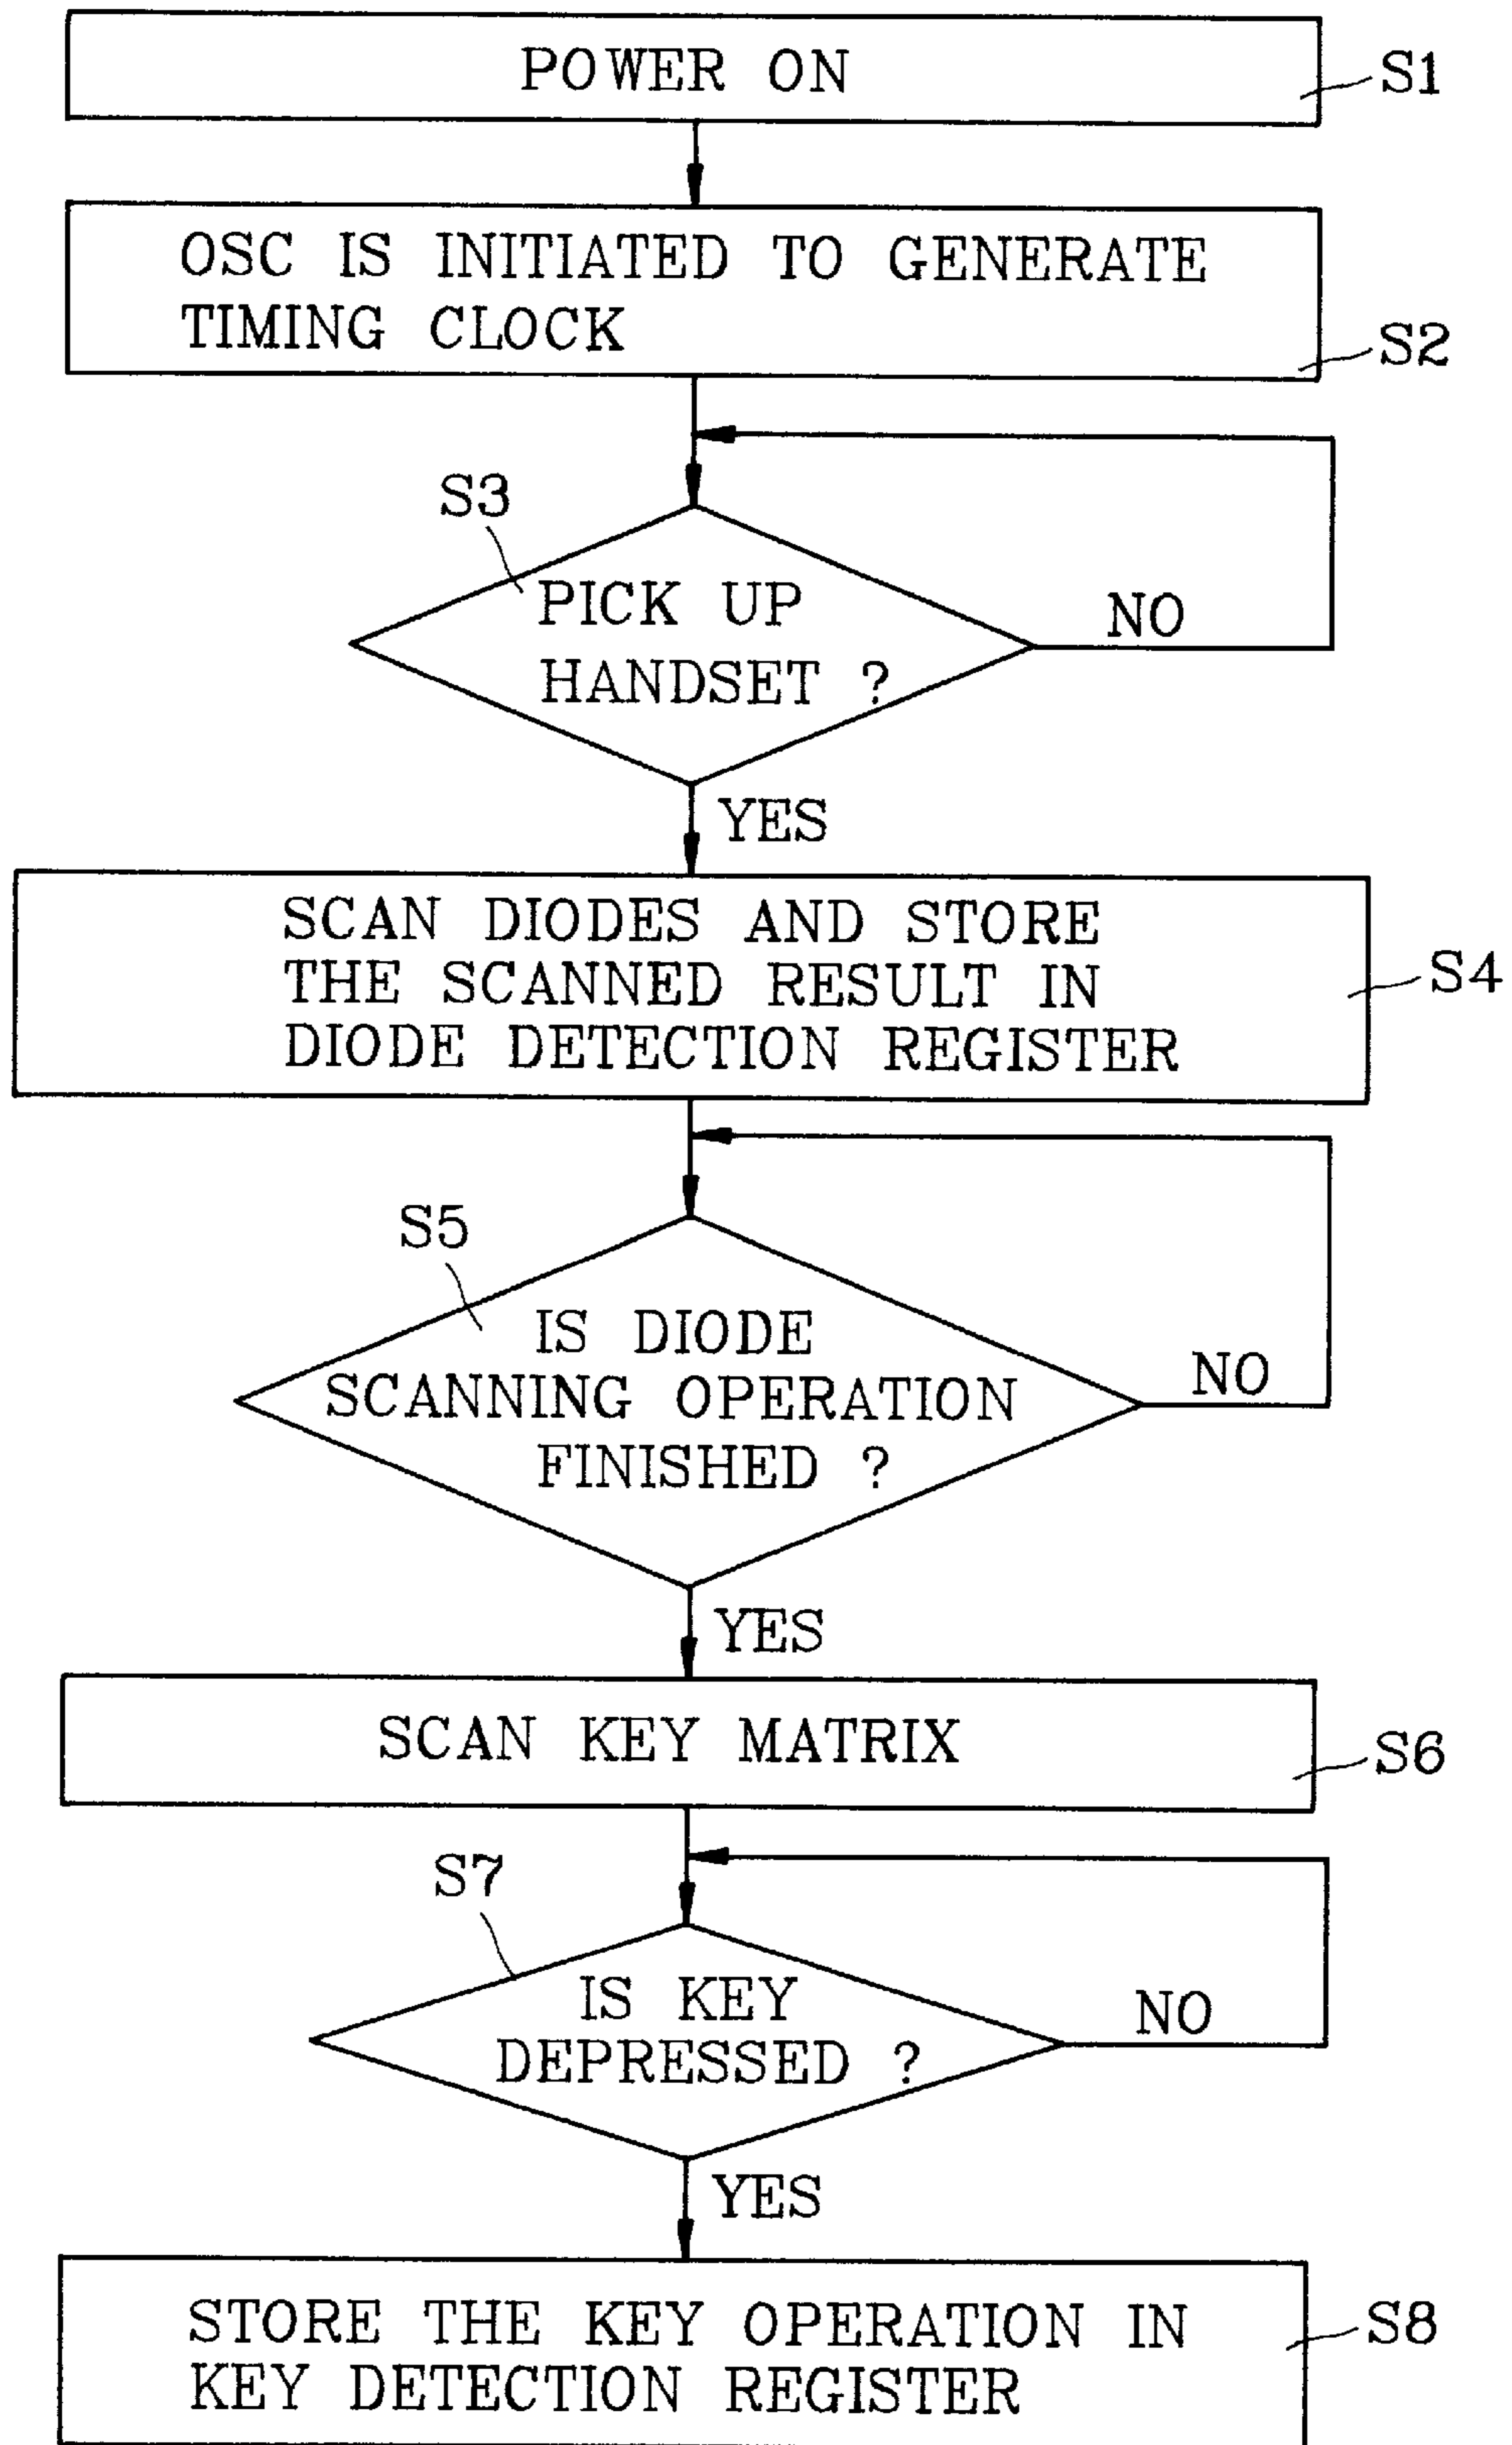 POWER ON
S1
OSC IS INITIATED TO GENERATE
TIMING CLOCK
S2
S3
PICK UP
HANDSET ?
NO
YES
SCAN DIODES AND STORE
THE SCANNED RESULT IN
DIODE DETECTION REGISTER
S4
S5
IS DIODE
SCANNING OPERATION
FINISHED ?
NO
YES
SCAN KEY MATRIX
S6
S7
IS KEY
DEPRESSED ?
NO
YES
STORE THE KEY OPERATION IN
KEY DETECTION REGISTER
S8